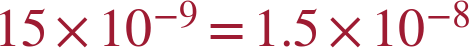 15 × 10⁻⁹ = 1.5 × 10⁻⁸